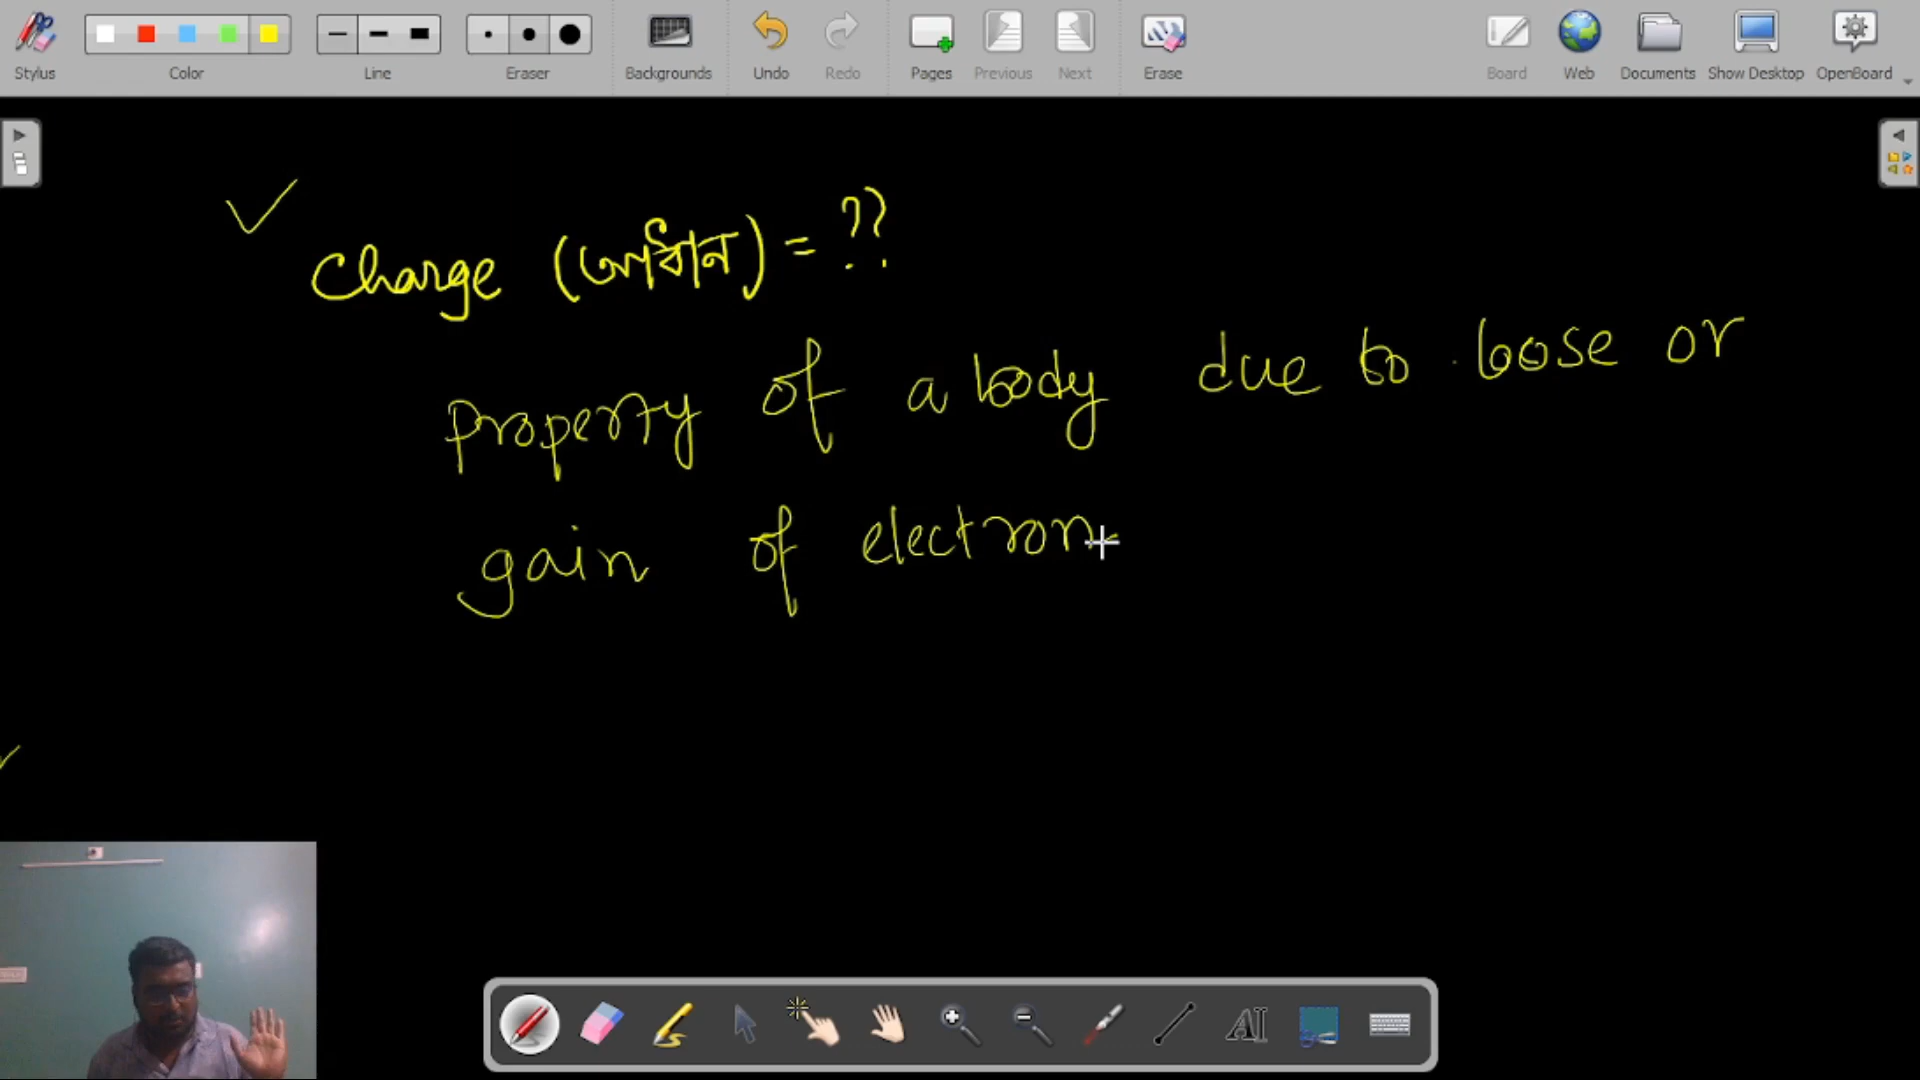 Stylus Color Line Eraser Backgrounds Undo Redo Pages Previous Next Erase Board Web Documents Show Desktop OpenBoard
Charge (আধান) = ??
property of a body due to loose or
gain of electron